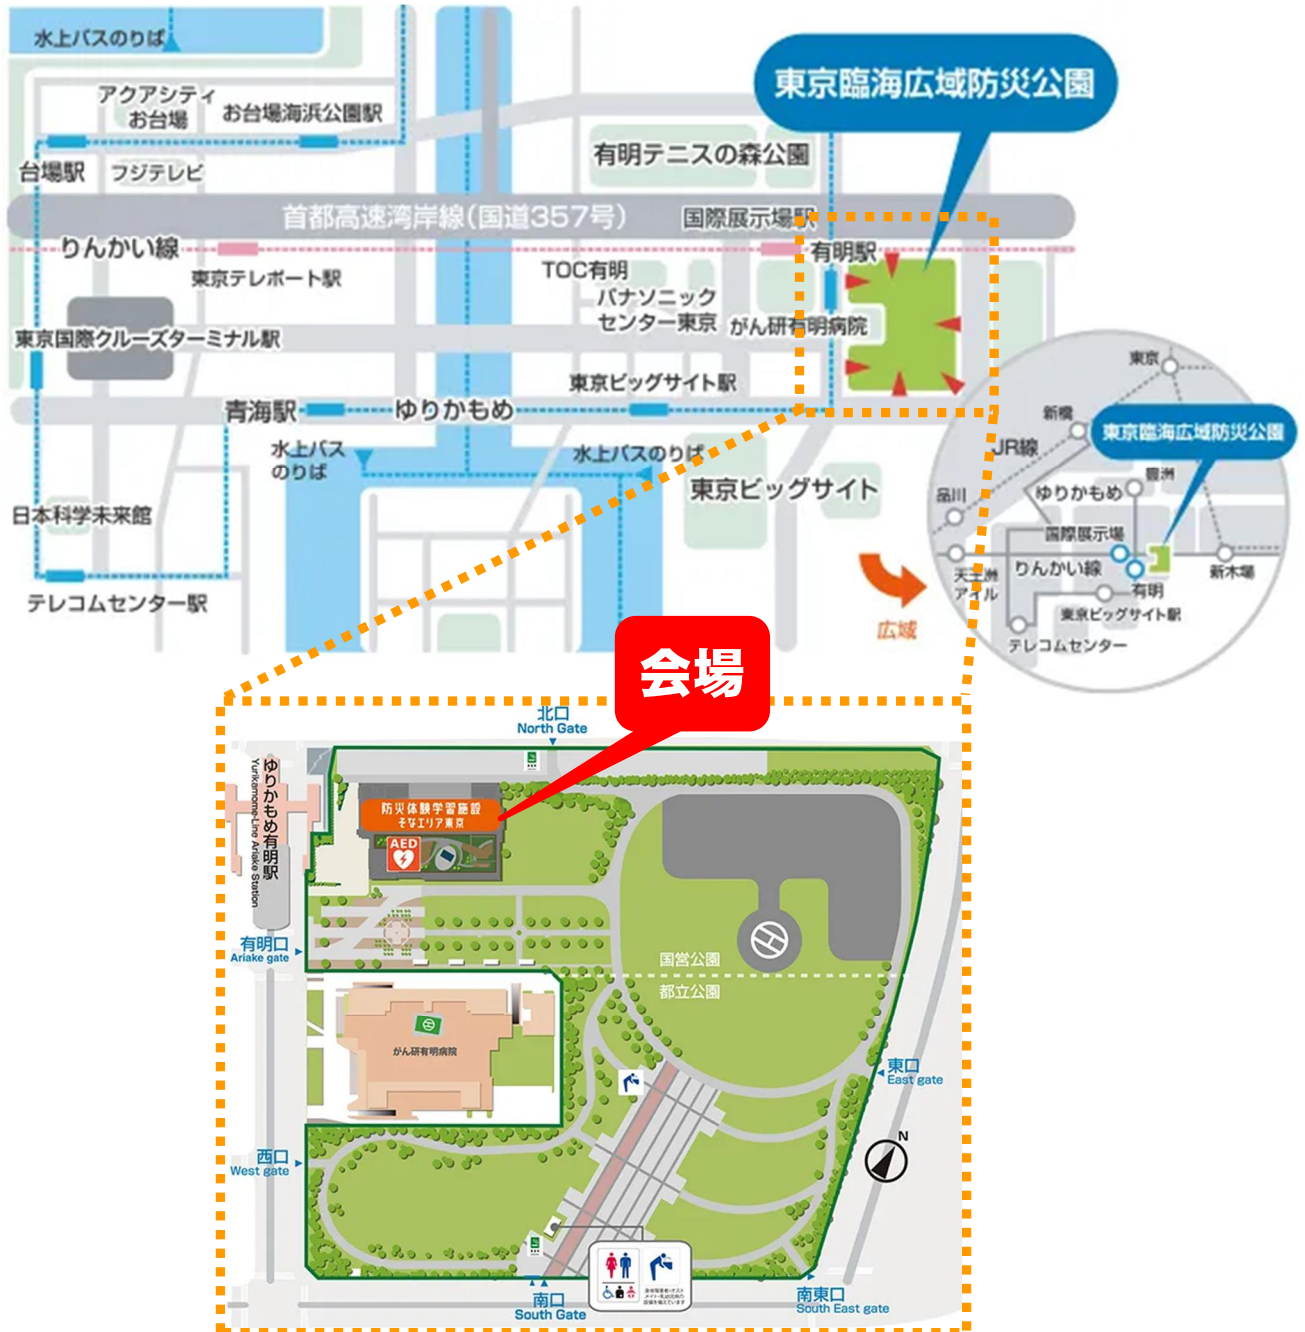 水上バスのりば
東京臨海広域防災公園
アクアシティ
お台場
お台場海浜公園駅
有明テニスの森公園
台場駅
フジテレビ
首都高速湾岸線(国道357号)
国際展示場駅
りんかい線
有明駅
東京テレポート駅
TOC有明
パナソニック
センター東京
がん研有明病院
東京国際クルーズターミナル駅
東京ビッグサイト駅
青海駅
ゆりかもめ
水上バス
のりば
水上バスのりば
東京ビッグサイト
日本科学未来館
テレコムセンター駅
東京
新橋
東京臨海広域防災公園
JR線
豊洲
ゆりかもめ
品川
国際展示場
りんかい線
天王洲
アイル
有明
新木場
東京ビッグサイト駅
テレコムセンター
広域
会場
北口
North Gate
ゆりかもめ有明駅
Yurikamome-Line Ariake Station
防災体験学習施設
そなエリア東京
AED
有明口
Ariake gate
国営公園
都立公園
がん研有明病院
東口
East gate
N
西口
West gate
南口
South Gate
南東口
South East gate